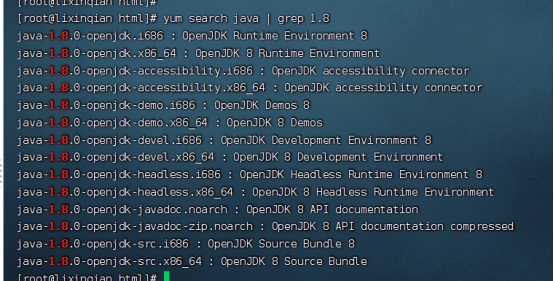 [root@lixinqian html]#
[root@lixinqian html]# yum search java | grep 1.8
java-1.8.0-openjdk.i686 : OpenJDK Runtime Environment 8
java-1.8.0-openjdk.x86_64 : OpenJDK 8 Runtime Environment
java-1.8.0-openjdk-accessibility.i686 : OpenJDK accessibility connector
java-1.8.0-openjdk-accessibility.x86_64 : OpenJDK accessibility connector
java-1.8.0-openjdk-demo.i686 : OpenJDK Demos 8
java-1.8.0-openjdk-demo.x86_64 : OpenJDK 8 Demos
java-1.8.0-openjdk-devel.i686 : OpenJDK Development Environment 8
java-1.8.0-openjdk-devel.x86_64 : OpenJDK 8 Development Environment
java-1.8.0-openjdk-headless.i686 : OpenJDK Headless Runtime Environment 8
java-1.8.0-openjdk-headless.x86_64 : OpenJDK 8 Headless Runtime Environment
java-1.8.0-openjdk-javadoc.noarch : OpenJDK 8 API documentation
java-1.8.0-openjdk-javadoc-zip.noarch : OpenJDK 8 API documentation compressed
java-1.8.0-openjdk-src.i686 : OpenJDK Source Bundle 8
java-1.8.0-openjdk-src.x86_64 : OpenJDK 8 Source Bundle
[root@lixinqian html]#